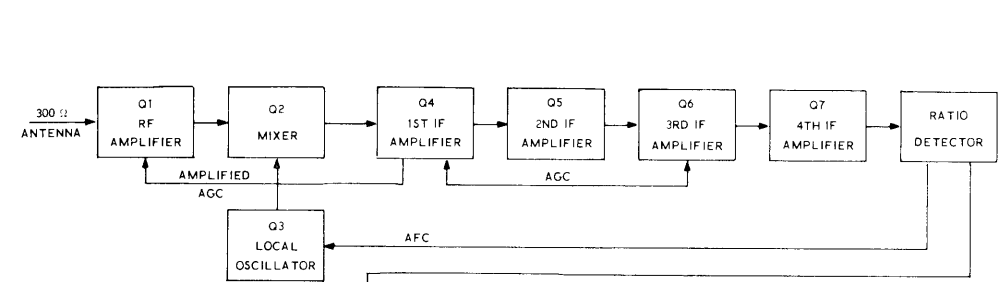 300 Ω
ANTENNA
Q1
RF
AMPLIFIER
Q2
MIXER
Q4
1ST IF
AMPLIFIER
Q5
2ND IF
AMPLIFIER
Q6
3RD IF
AMPLIFIER
Q7
4TH IF
AMPLIFIER
RATIO
DETECTOR
AMPLIFIED
AGC
AGC
Q3
LOCAL
OSCILLATOR
AFC